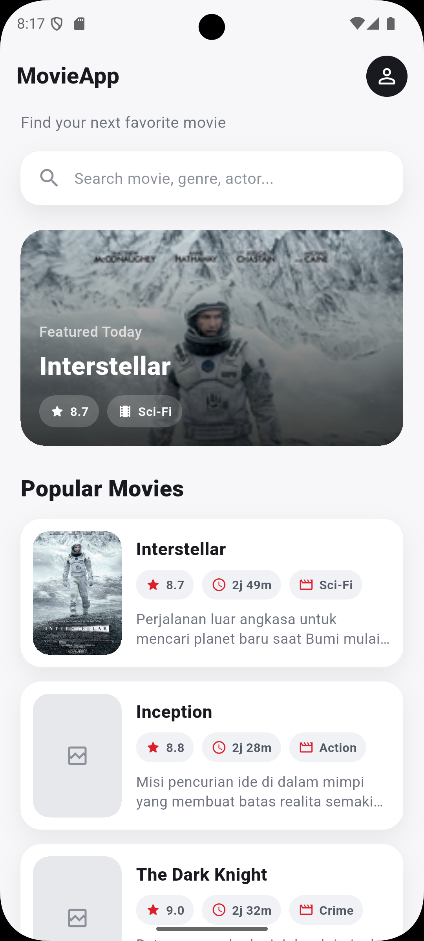 8:17
MovieApp
Find your next favorite movie
Search movie, genre, actor...
McCONAUGHEY HATHAWAY CHASTAIN CAINE
Featured Today
Interstellar
8.7 Sci-Fi
Popular Movies
Interstellar
8.7 2j 49m Sci-Fi
Perjalanan luar angkasa untuk
mencari planet baru saat Bumi mulai...
INTERSTELLAR
Inception
8.8 2j 28m Action
Misi pencurian ide di dalam mimpi
yang membuat batas realita semaki...
The Dark Knight
9.0 2j 32m Crime